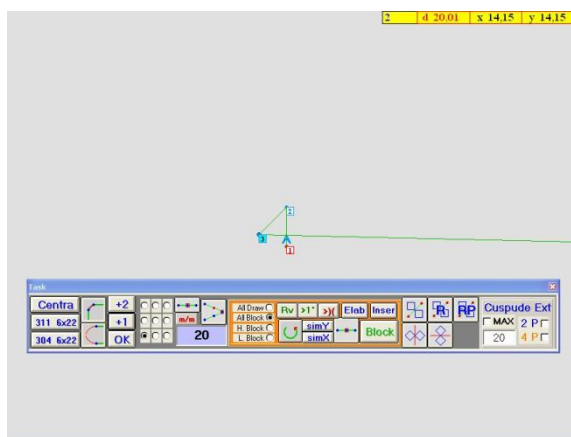 2 d 20,01 x 14,15 y 14,15
2
3
1
Task
Centra +2 All Draw Rv >1° >)( Elab Inser R RP Cuspude Ext
311 6x22 +1 m/m All Block MAX 2 P
304 6x22 OK 20 H. Block L. Block simY simX Block 20 4 P